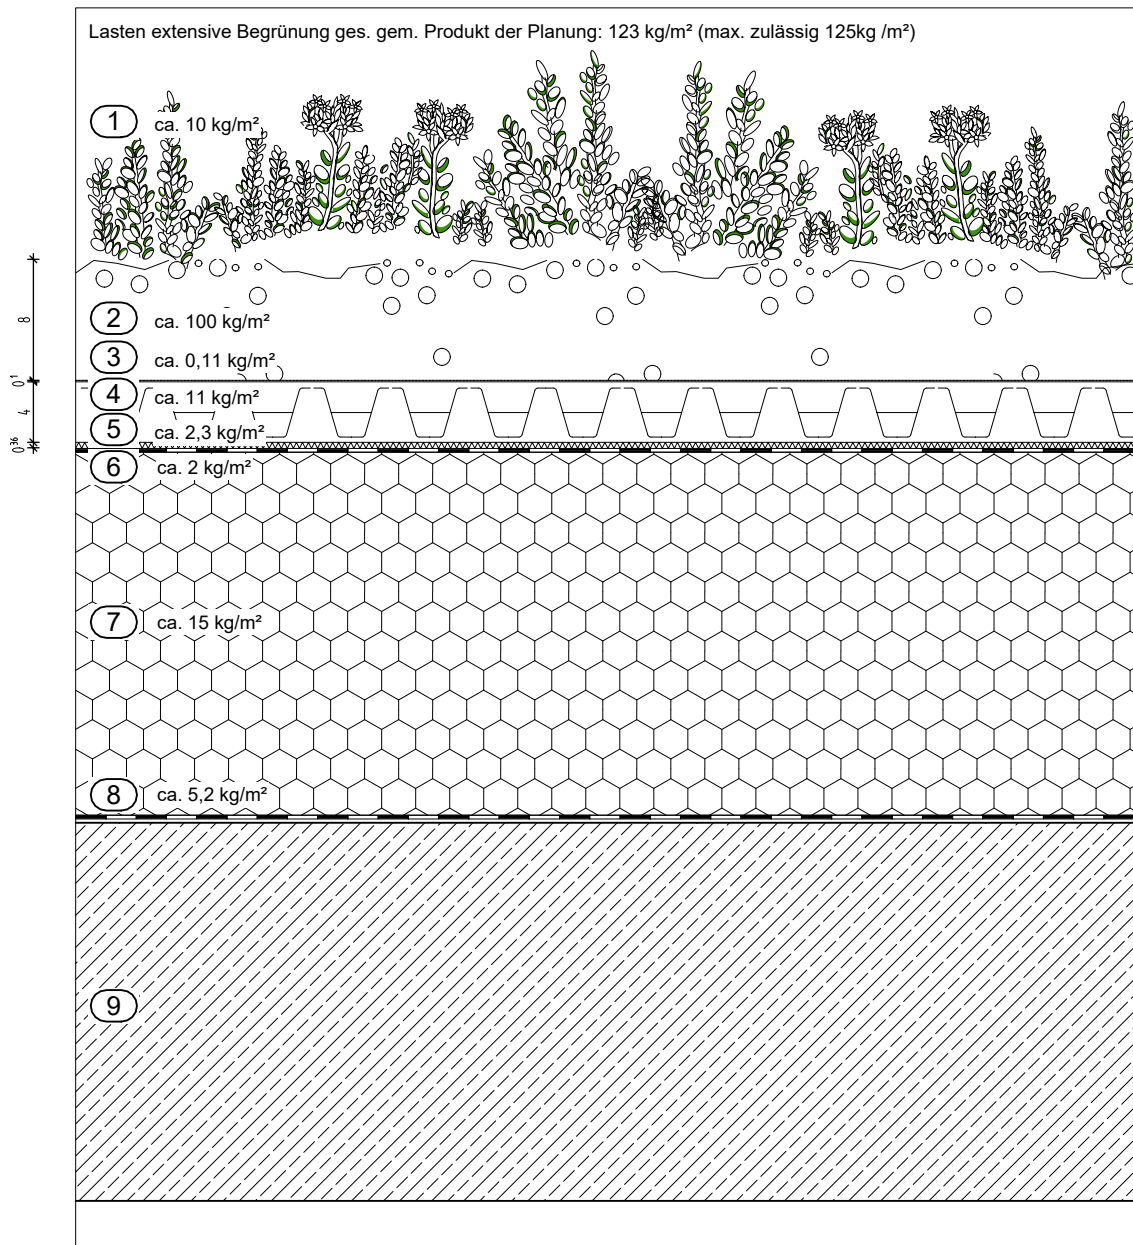 Lasten extensive Begrünung ges. gem. Produkt der Planung: 123 kg/m² (max. zulässig 125kg /m²)
1 ca. 10 kg/m²
2 ca. 100 kg/m²
8
3 ca. 0,11 kg/m²
0¹
4 ca. 11 kg/m²
4
5 ca. 2,3 kg/m²
0³⁶
6 ca. 2 kg/m²
7 ca. 15 kg/m²
8 ca. 5,2 kg/m²
9